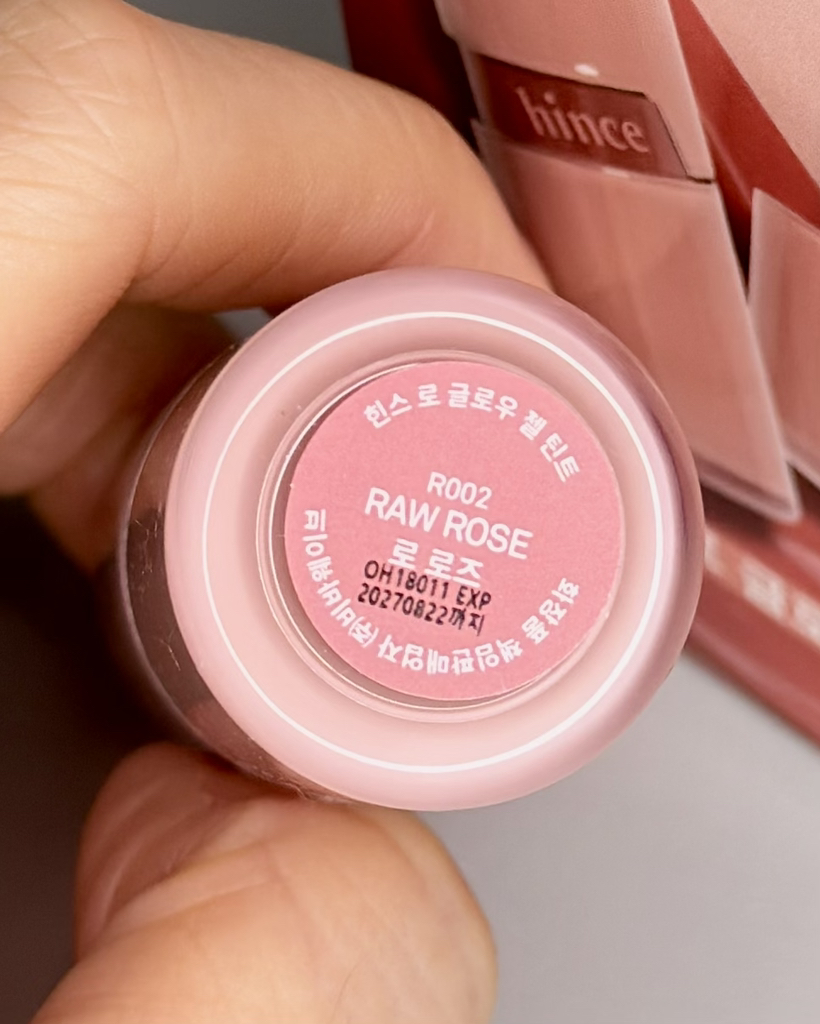 hince
힌스 로 글로우 젤 틴트
R002
RAW ROSE
로 로즈
OH18011 EXP
20270822까지
화장품 책임판매업자 (주)비바웨이브